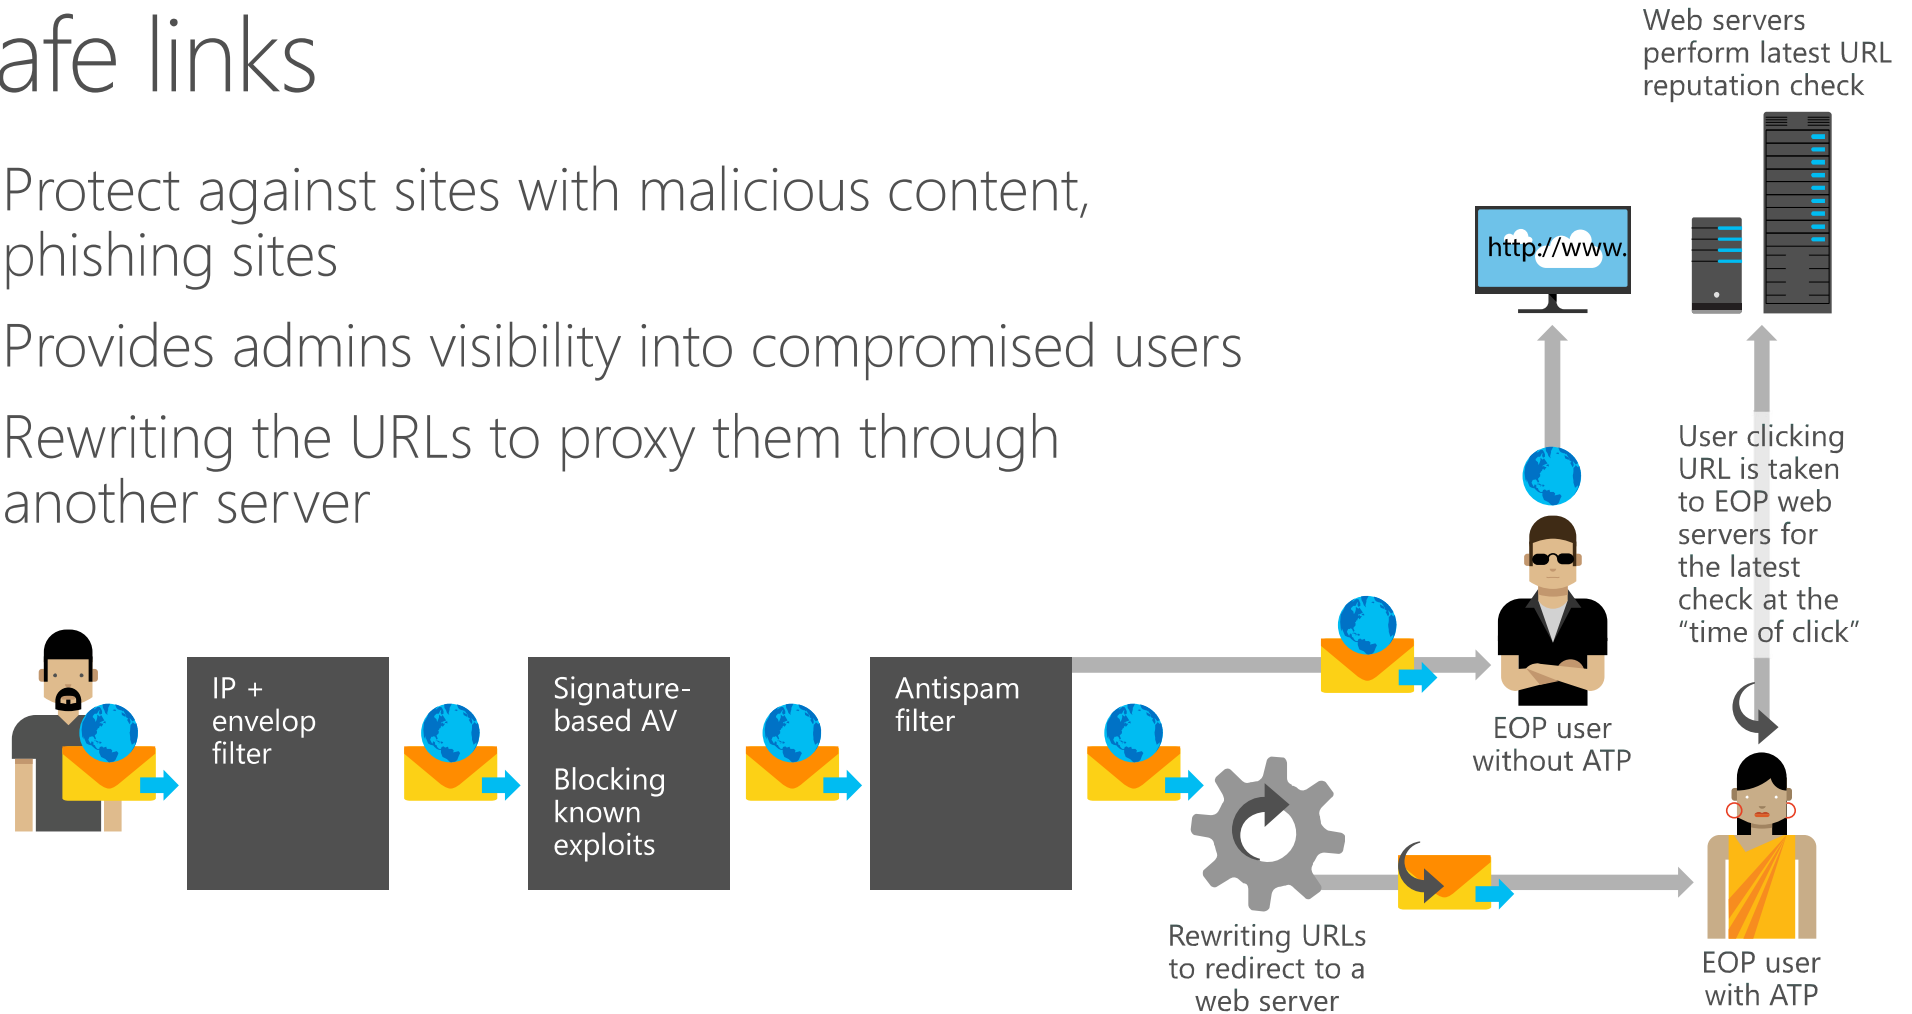 afe links
Protect against sites with malicious content,
phishing sites
Provides admins visibility into compromised users
Rewriting the URLs to proxy them through
another server
Web servers
perform latest URL
reputation check
http://www.
User clicking
URL is taken
to EOP web
servers for
the latest
check at the
“time of click”
IP +
envelop
filter
Signature-
based AV
Blocking
known
exploits
Antispam
filter
EOP user
without ATP
Rewriting URLs
to redirect to a
web server
EOP user
with ATP